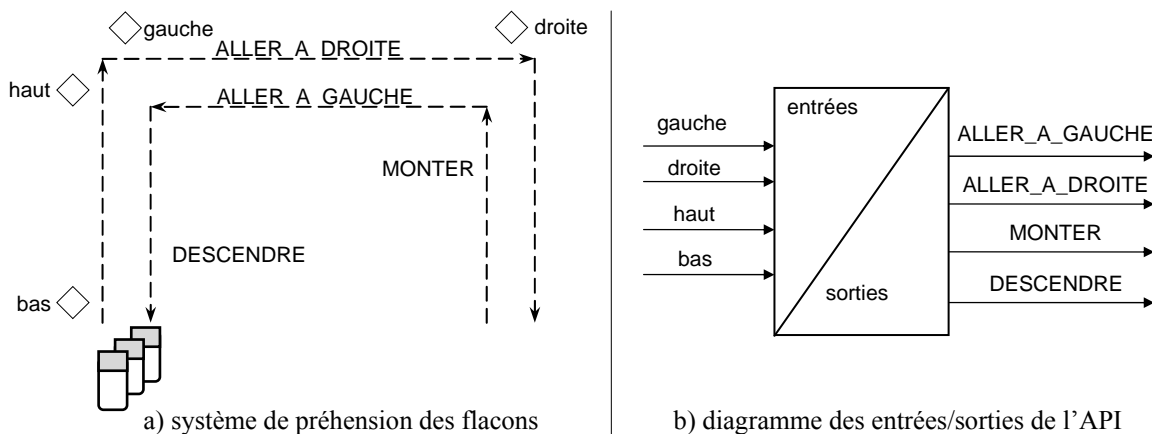 gauche
droite
ALLER_A_DROITE
haut
ALLER_A_GAUCHE
MONTER
DESCENDRE
bas
a) système de préhension des flacons
entrées
gauche
droite
haut
bas
sorties
ALLER_A_GAUCHE
ALLER_A_DROITE
MONTER
DESCENDRE
b) diagramme des entrées/sorties de l’API